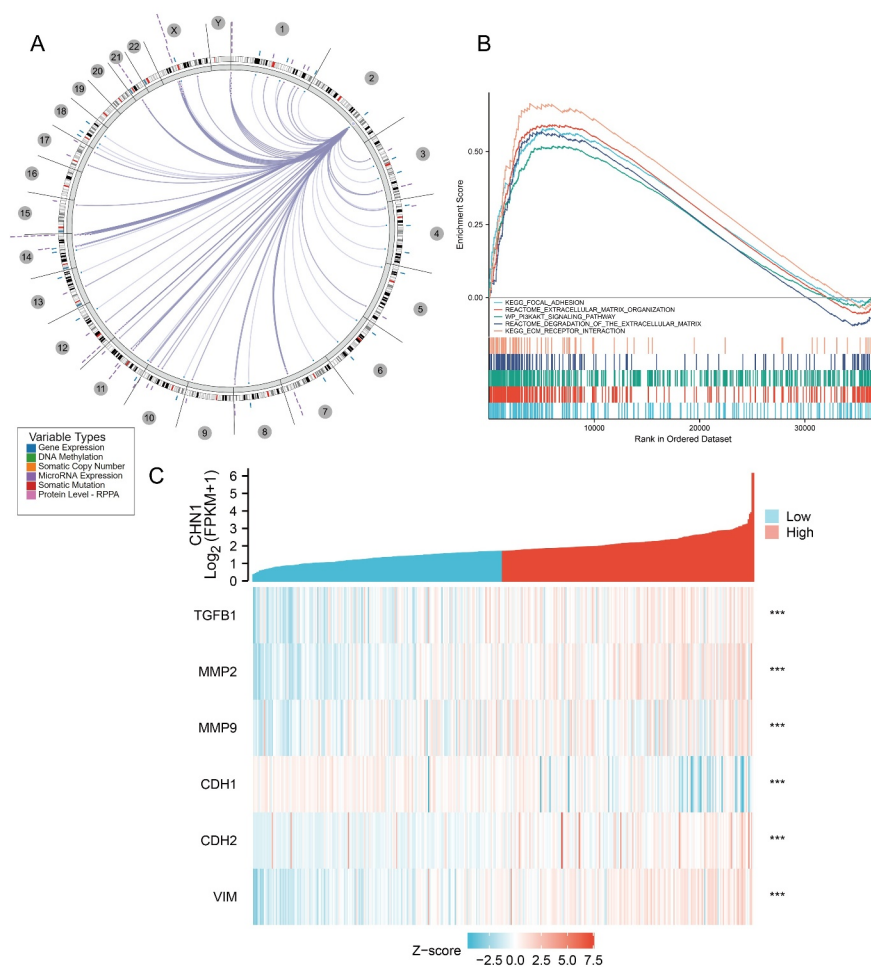 A
Y
1
X
22
21
20
19
18
17
16
15
14
13
12
11
10
9
8
7
6
5
4
3
2
Variable Types
Gene Expression
DNA Methylation
Somatic Copy Number
MicroRNA Expression
Somatic Mutation
Protein Level - RPPA
B
Enrichment Score
0.50
0.25
0.00
KEGG_FOCAL_ADHESION
REACTOME_EXTRACELLULAR_MATRIX_ORGANIZATION
WP_PI3KAKT_SIGNALING_PATHWAY
REACTOME_DEGRADATION_OF_THE_EXTRACELLULAR_MATRIX
KEGG_ECM_RECEPTOR_INTERACTION
10000 20000 30000
Rank in Ordered Dataset
C
CHN1
Log2 (FPKM+1)
6
5
4
3
2
1
0
Low
High
TGFB1 ***
MMP2 ***
MMP9 ***
CDH1 ***
CDH2 ***
VIM ***
Z−score
−2.5 0.0 2.5 5.0 7.5